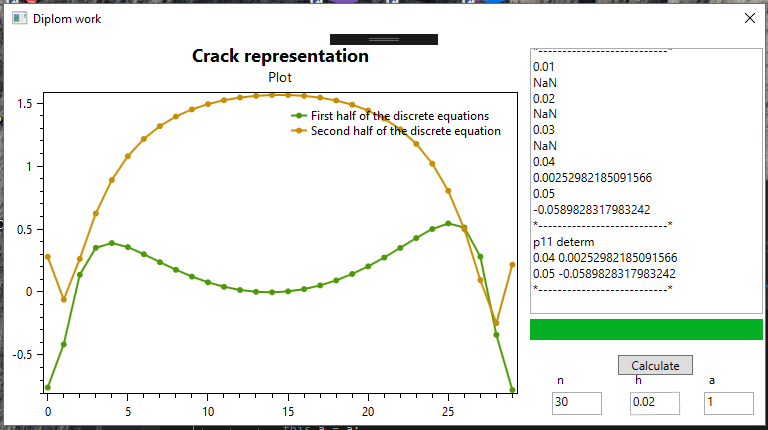 Diplom work
Crack representation
Plot
First half of the discrete equations
Second half of the discrete equation
1.5
1
0.5
0
-0.5
0
5
10
15
20
25
*---------------------------*
0.01
NaN
0.02
NaN
0.03
NaN
0.04
0.00252982185091566
0.05
-0.0589828317983242
*---------------------------*
p11 determ
0.04 0.00252982185091566
0.05 -0.0589828317983242
*---------------------------*
Calculate
n h a
30 0.02 1
this.a = a;